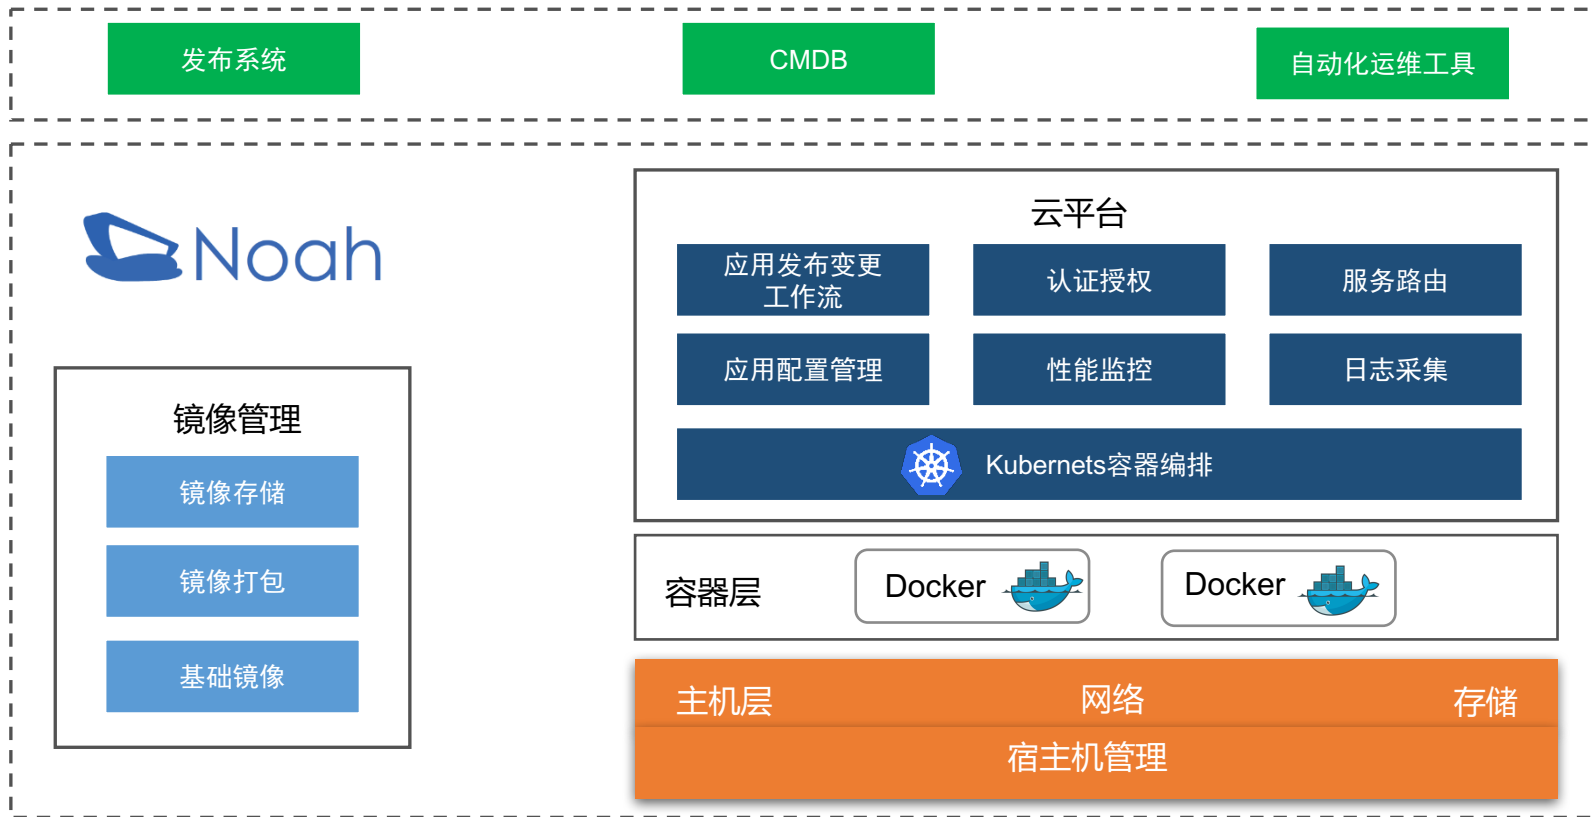 发布系统
CMDB
自动化运维工具
Noah
云平台
应用发布变更
工作流
认证授权
服务路由
应用配置管理
性能监控
日志采集
Kubernets容器编排
镜像管理
镜像存储
镜像打包
基础镜像
容器层
Docker
Docker
主机层
网络
存储
宿主机管理